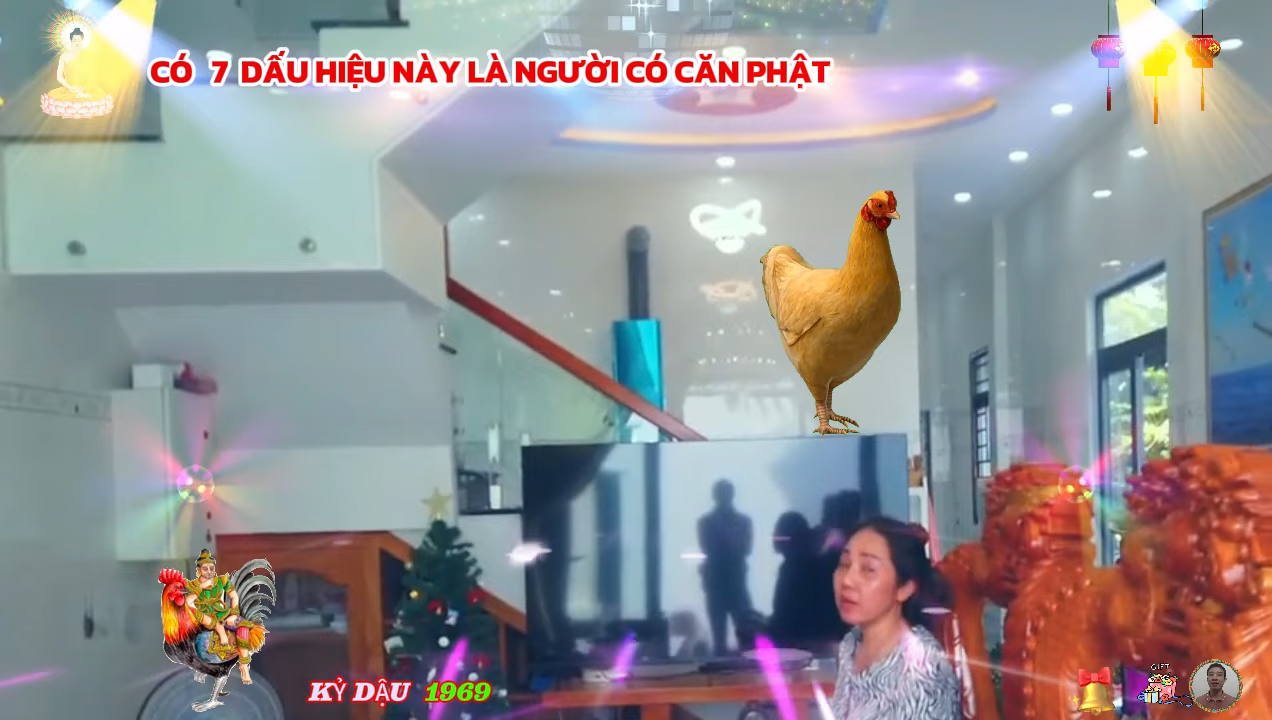 CÓ 7 DẤU HIỆU NÀY LÀ NGƯỜI CÓ CĂN PHẬT
GIFT
KỶ DẬU 1969